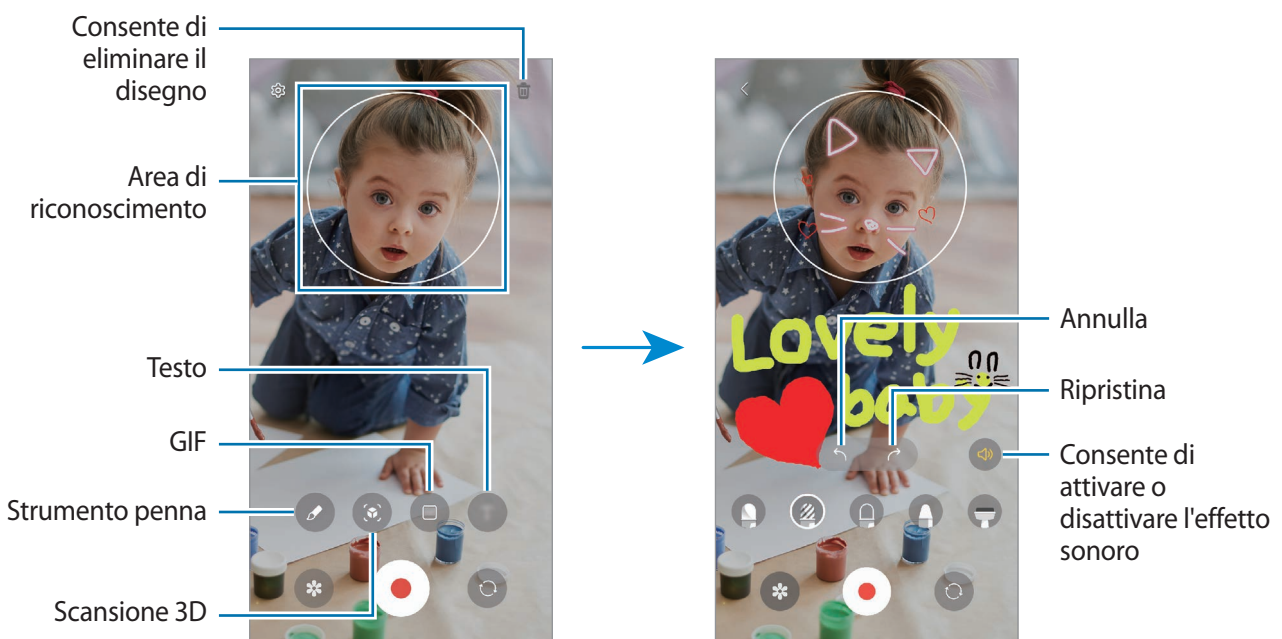 Consente di
eliminare il
disegno
Area di
riconoscimento
Testo
GIF
Strumento penna
Scansione 3D
Lovely
baby
Annulla
Ripristina
Consente di
attivare o
disattivare l'effetto
sonoro